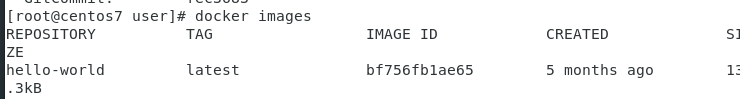 [root@centos7 user]# docker images
REPOSITORY TAG IMAGE ID CREATED SI
ZE
hello-world latest bf756fb1ae65 5 months ago 13
.3kB